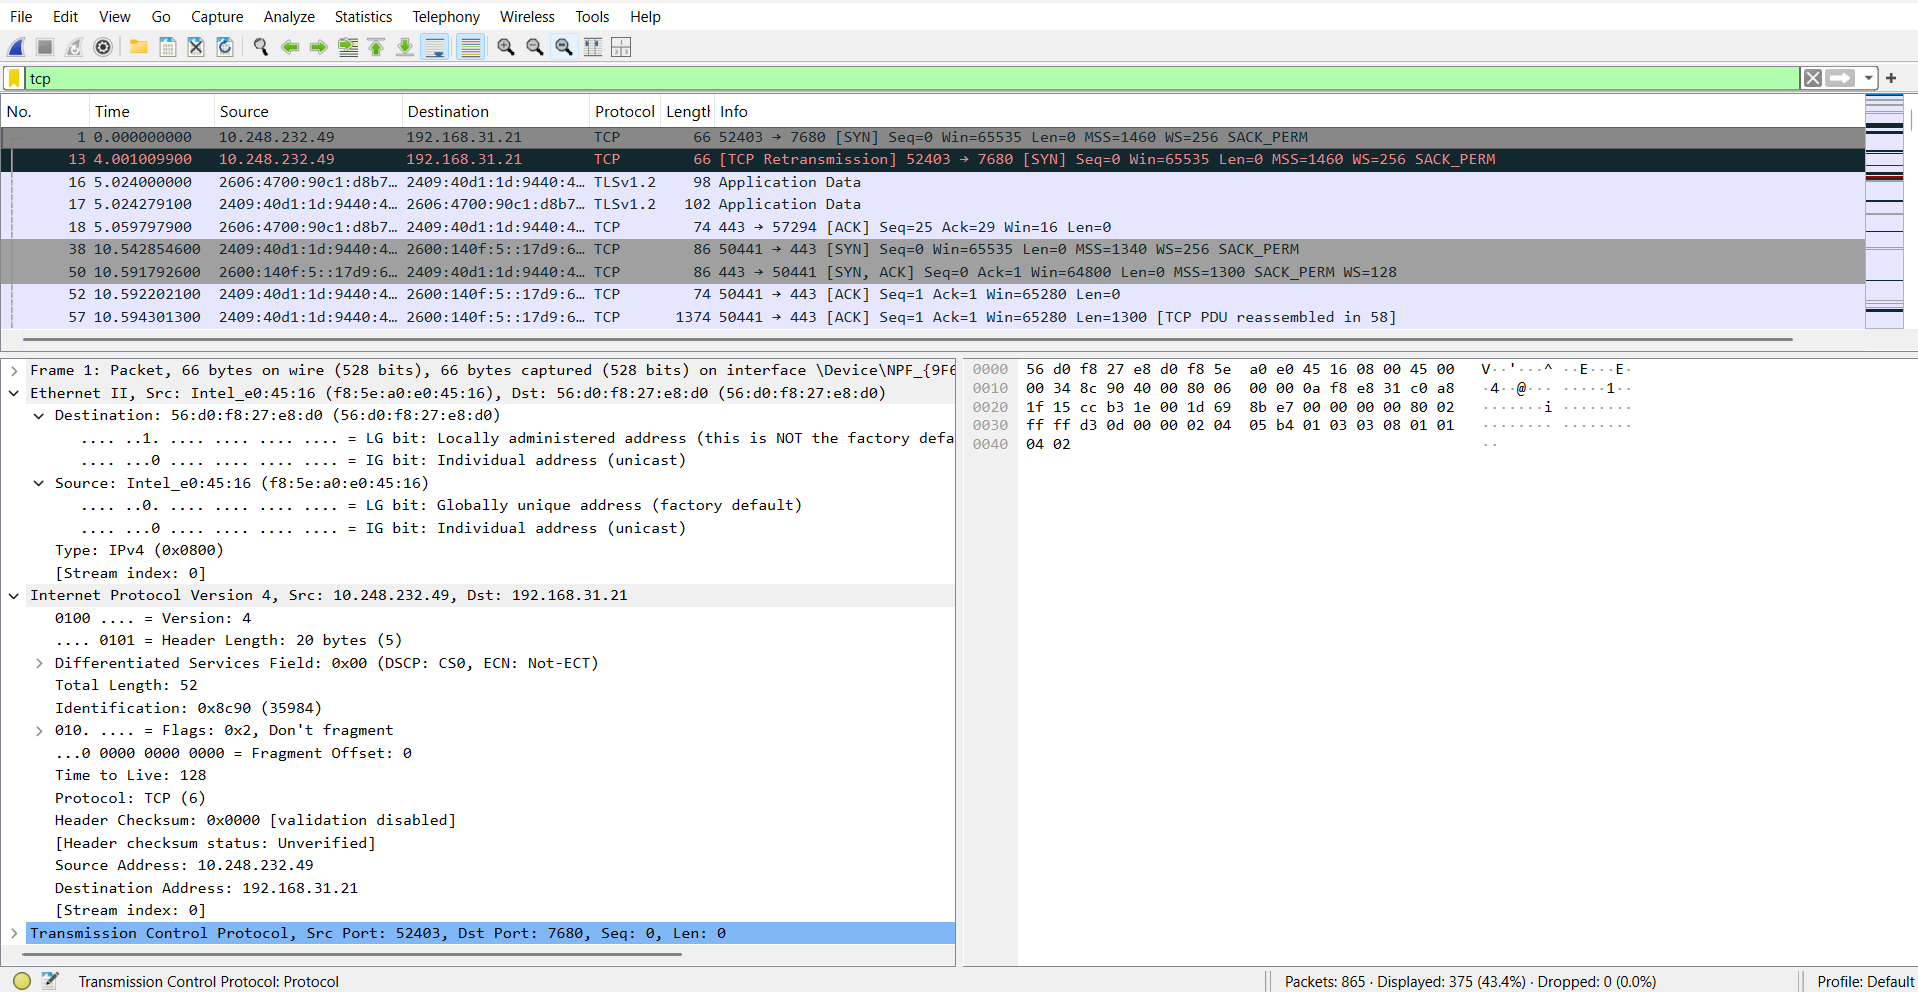 File Edit View Go Capture Analyze Statistics Telephony Wireless Tools Help
tcp
No. Time Source Destination Protocol Length Info
1 0.000000000 10.248.232.49 192.168.31.21 TCP 66 52403 → 7680 [SYN] Seq=0 Win=65535 Len=0 MSS=1460 WS=256 SACK_PERM
13 4.001009900 10.248.232.49 192.168.31.21 TCP 66 [TCP Retransmission] 52403 → 7680 [SYN] Seq=0 Win=65535 Len=0 MSS=1460 WS=256 SACK_PERM
16 5.024000000 2606:4700:90c1:d8b7… 2409:40d1:1d:9440:4… TLSv1.2 98 Application Data
17 5.024279100 2409:40d1:1d:9440:4… 2606:4700:90c1:d8b7… TLSv1.2 102 Application Data
18 5.059797900 2606:4700:90c1:d8b7… 2409:40d1:1d:9440:4… TCP 74 443 → 57294 [ACK] Seq=25 Ack=29 Win=16 Len=0
38 10.542854600 2409:40d1:1d:9440:4… 2600:140f:5::17d9:6… TCP 86 50441 → 443 [SYN] Seq=0 Win=65535 Len=0 MSS=1340 WS=256 SACK_PERM
50 10.591792600 2600:140f:5::17d9:6… 2409:40d1:1d:9440:4… TCP 86 443 → 50441 [SYN, ACK] Seq=0 Ack=1 Win=64800 Len=0 MSS=1300 SACK_PERM WS=128
52 10.592202100 2409:40d1:1d:9440:4… 2600:140f:5::17d9:6… TCP 74 50441 → 443 [ACK] Seq=1 Ack=1 Win=65280 Len=0
57 10.594301300 2409:40d1:1d:9440:4… 2600:140f:5::17d9:6… TCP 1374 50441 → 443 [ACK] Seq=1 Ack=1 Win=65280 Len=1300 [TCP PDU reassembled in 58]
Frame 1: Packet, 66 bytes on wire (528 bits), 66 bytes captured (528 bits) on interface \Device\NPF_{9F6
Ethernet II, Src: Intel_e0:45:16 (f8:5e:a0:e0:45:16), Dst: 56:d0:f8:27:e8:d0 (56:d0:f8:27:e8:d0)
Destination: 56:d0:f8:27:e8:d0 (56:d0:f8:27:e8:d0)
.... ..1. .... .... .... .... = LG bit: Locally administered address (this is NOT the factory defa
.... ...0 .... .... .... .... = IG bit: Individual address (unicast)
Source: Intel_e0:45:16 (f8:5e:a0:e0:45:16)
.... ..0. .... .... .... .... = LG bit: Globally unique address (factory default)
.... ...0 .... .... .... .... = IG bit: Individual address (unicast)
Type: IPv4 (0x0800)
[Stream index: 0]
Internet Protocol Version 4, Src: 10.248.232.49, Dst: 192.168.31.21
0100 .... = Version: 4
.... 0101 = Header Length: 20 bytes (5)
Differentiated Services Field: 0x00 (DSCP: CS0, ECN: Not-ECT)
Total Length: 52
Identification: 0x8c90 (35984)
010. .... = Flags: 0x2, Don't fragment
...0 0000 0000 0000 = Fragment Offset: 0
Time to Live: 128
Protocol: TCP (6)
Header Checksum: 0x0000 [validation disabled]
[Header checksum status: Unverified]
Source Address: 10.248.232.49
Destination Address: 192.168.31.21
[Stream index: 0]
Transmission Control Protocol, Src Port: 52403, Dst Port: 7680, Seq: 0, Len: 0
0000 56 d0 f8 27 e8 d0 f8 5e a0 e0 45 16 08 00 45 00 V··'···^ ··E···E·
0010 00 34 8c 90 40 00 80 06 00 00 0a f8 e8 31 c0 a8 ·4··@··· ·····1··
0020 1f 15 cc b3 1e 00 1d 69 8b e7 00 00 00 00 80 02 ·······i ········
0030 ff ff d3 0d 00 00 02 04 05 b4 01 03 03 08 01 01 ········ ········
0040 04 02 ··
Transmission Control Protocol: Protocol
Packets: 865 · Displayed: 375 (43.4%) · Dropped: 0 (0.0%)
Profile: Default